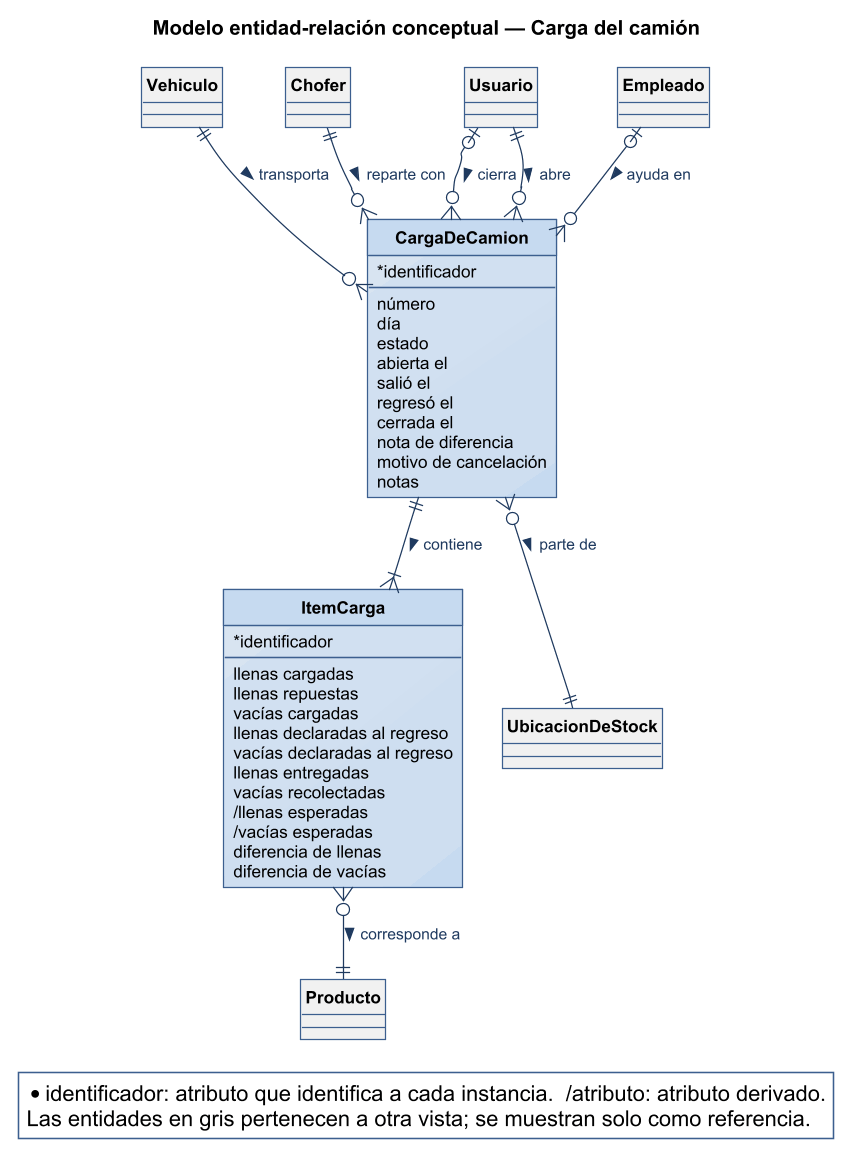 Modelo entidad-relación conceptual — Carga del camión
Vehiculo
Chofer
Usuario
Empleado
transporta
reparte con
cierra
abre
ayuda en
CargaDeCamion
*identificador
número
día
estado
abierta el
salió el
regresó el
cerrada el
nota de diferencia
motivo de cancelación
notas
contiene
parte de
ItemCarga
*identificador
llenas cargadas
llenas repuestas
vacías cargadas
llenas declaradas al regreso
vacías declaradas al regreso
llenas entregadas
vacías recolectadas
/llenas esperadas
/vacías esperadas
diferencia de llenas
diferencia de vacías
UbicacionDeStock
corresponde a
Producto
• identificador: atributo que identifica a cada instancia.  /atributo: atributo derivado.
Las entidades en gris pertenecen a otra vista; se muestran solo como referencia.